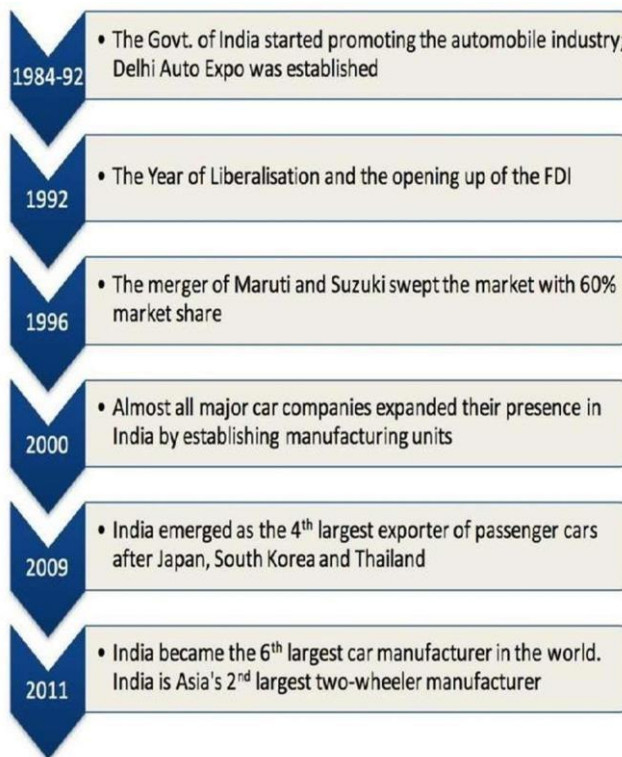 1984-92
• The Govt. of India started promoting the automobile industry;
Delhi Auto Expo was established
1992
• The Year of Liberalisation and the opening up of the FDI
1996
• The merger of Maruti and Suzuki swept the market with 60%
market share
2000
• Almost all major car companies expanded their presence in
India by establishing manufacturing units
2009
• India emerged as the 4th largest exporter of passenger cars
after Japan, South Korea and Thailand
2011
• India became the 6th largest car manufacturer in the world.
India is Asia's 2nd largest two-wheeler manufacturer